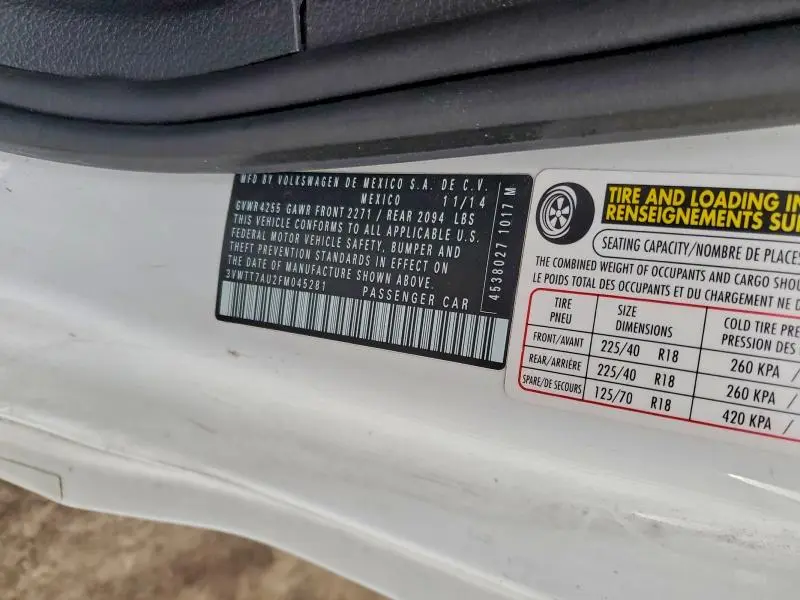 MFD BY VOLKSWAGEN DE MEXICO S.A. DE C.V.
MEXICO 11/14
GVWR4255 GAWR FRONT 2271 / REAR 2094 LBS
THIS VEHICLE CONFORMS TO ALL APPLICABLE U.S.
FEDERAL MOTOR VEHICLE SAFETY, BUMPER AND
THEFT PREVENTION STANDARDS IN EFFECT ON
THE DATE OF MANUFACTURE SHOWN ABOVE.
3VWTT7AU2FM045281
PASSENGER CAR
4538027 1017 M
TIRE AND LOADING IN
RENSEIGNEMENTS SU
SEATING CAPACITY/NOMBRE DE PLACES
THE COMBINED WEIGHT OF OCCUPANTS AND CARGO SHOU
LE POIDS TOTAL DES OCCUPANTS ET DU CHARGEMENT NE D
TIRE PNEU SIZE DIMENSIONS COLD TIRE PRE PRESSION DES
FRONT/AVANT 225/40 R18 260 KPA /
REAR/ARRIÈRE 225/40 R18 260 KPA /
SPARE/DE SECOURS 125/70 R18 420 KPA /